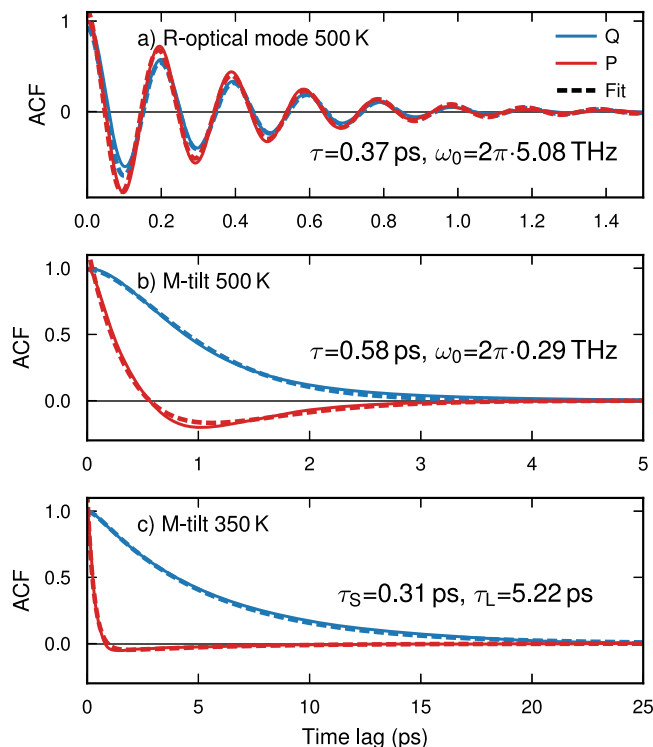 a) R-optical mode 500 K
Q
P
Fit
τ=0.37 ps, ω₀=2π·5.08 THz
ACF
1
0
0.0 0.2 0.4 0.6 0.8 1.0 1.2 1.4
b) M-tilt 500 K
τ=0.58 ps, ω₀=2π·0.29 THz
ACF
1.0
0.5
0.0
0 1 2 3 4 5
c) M-tilt 350 K
τS=0.31 ps, τL=5.22 ps
ACF
1.0
0.5
0.0
0 5 10 15 20 25
Time lag (ps)